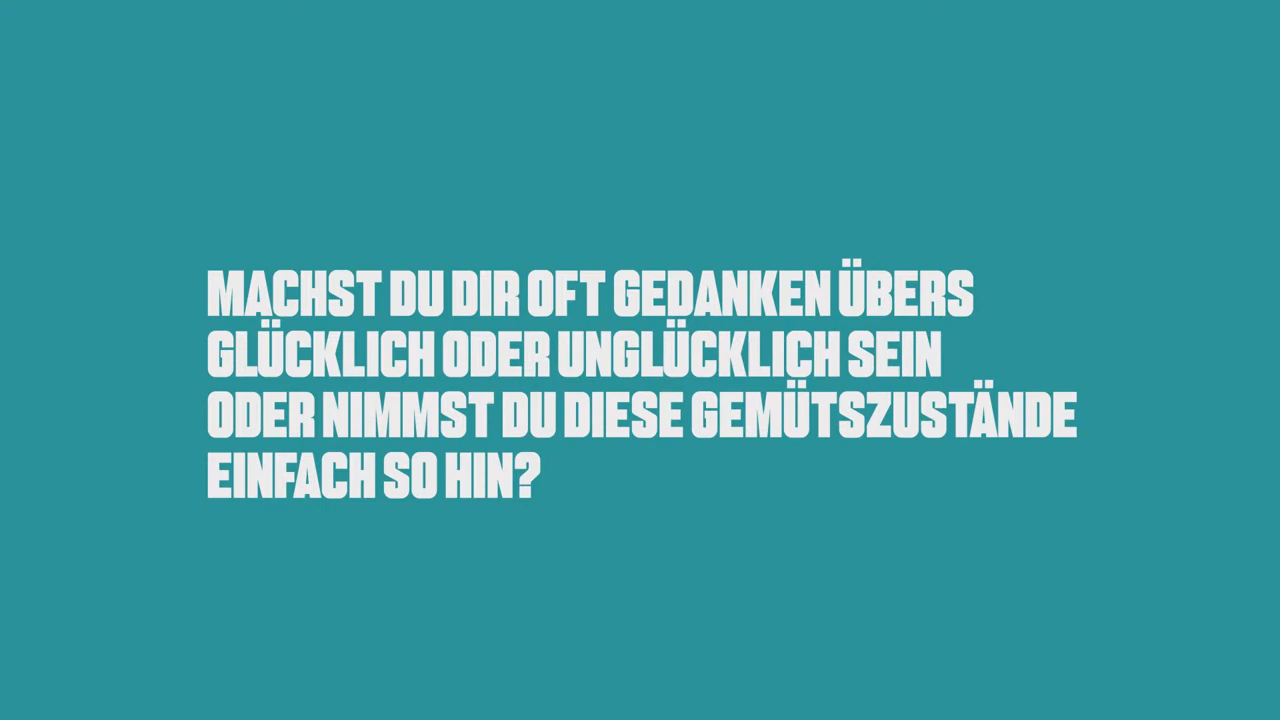 MACHST DU DIR OFT GEDANKEN ÜBERS
GLÜCKLICH ODER UNGLÜCKLICH SEIN
ODER NIMMST DU DIESE GEMÜTSZUSTÄNDE
EINFACH SO HIN?